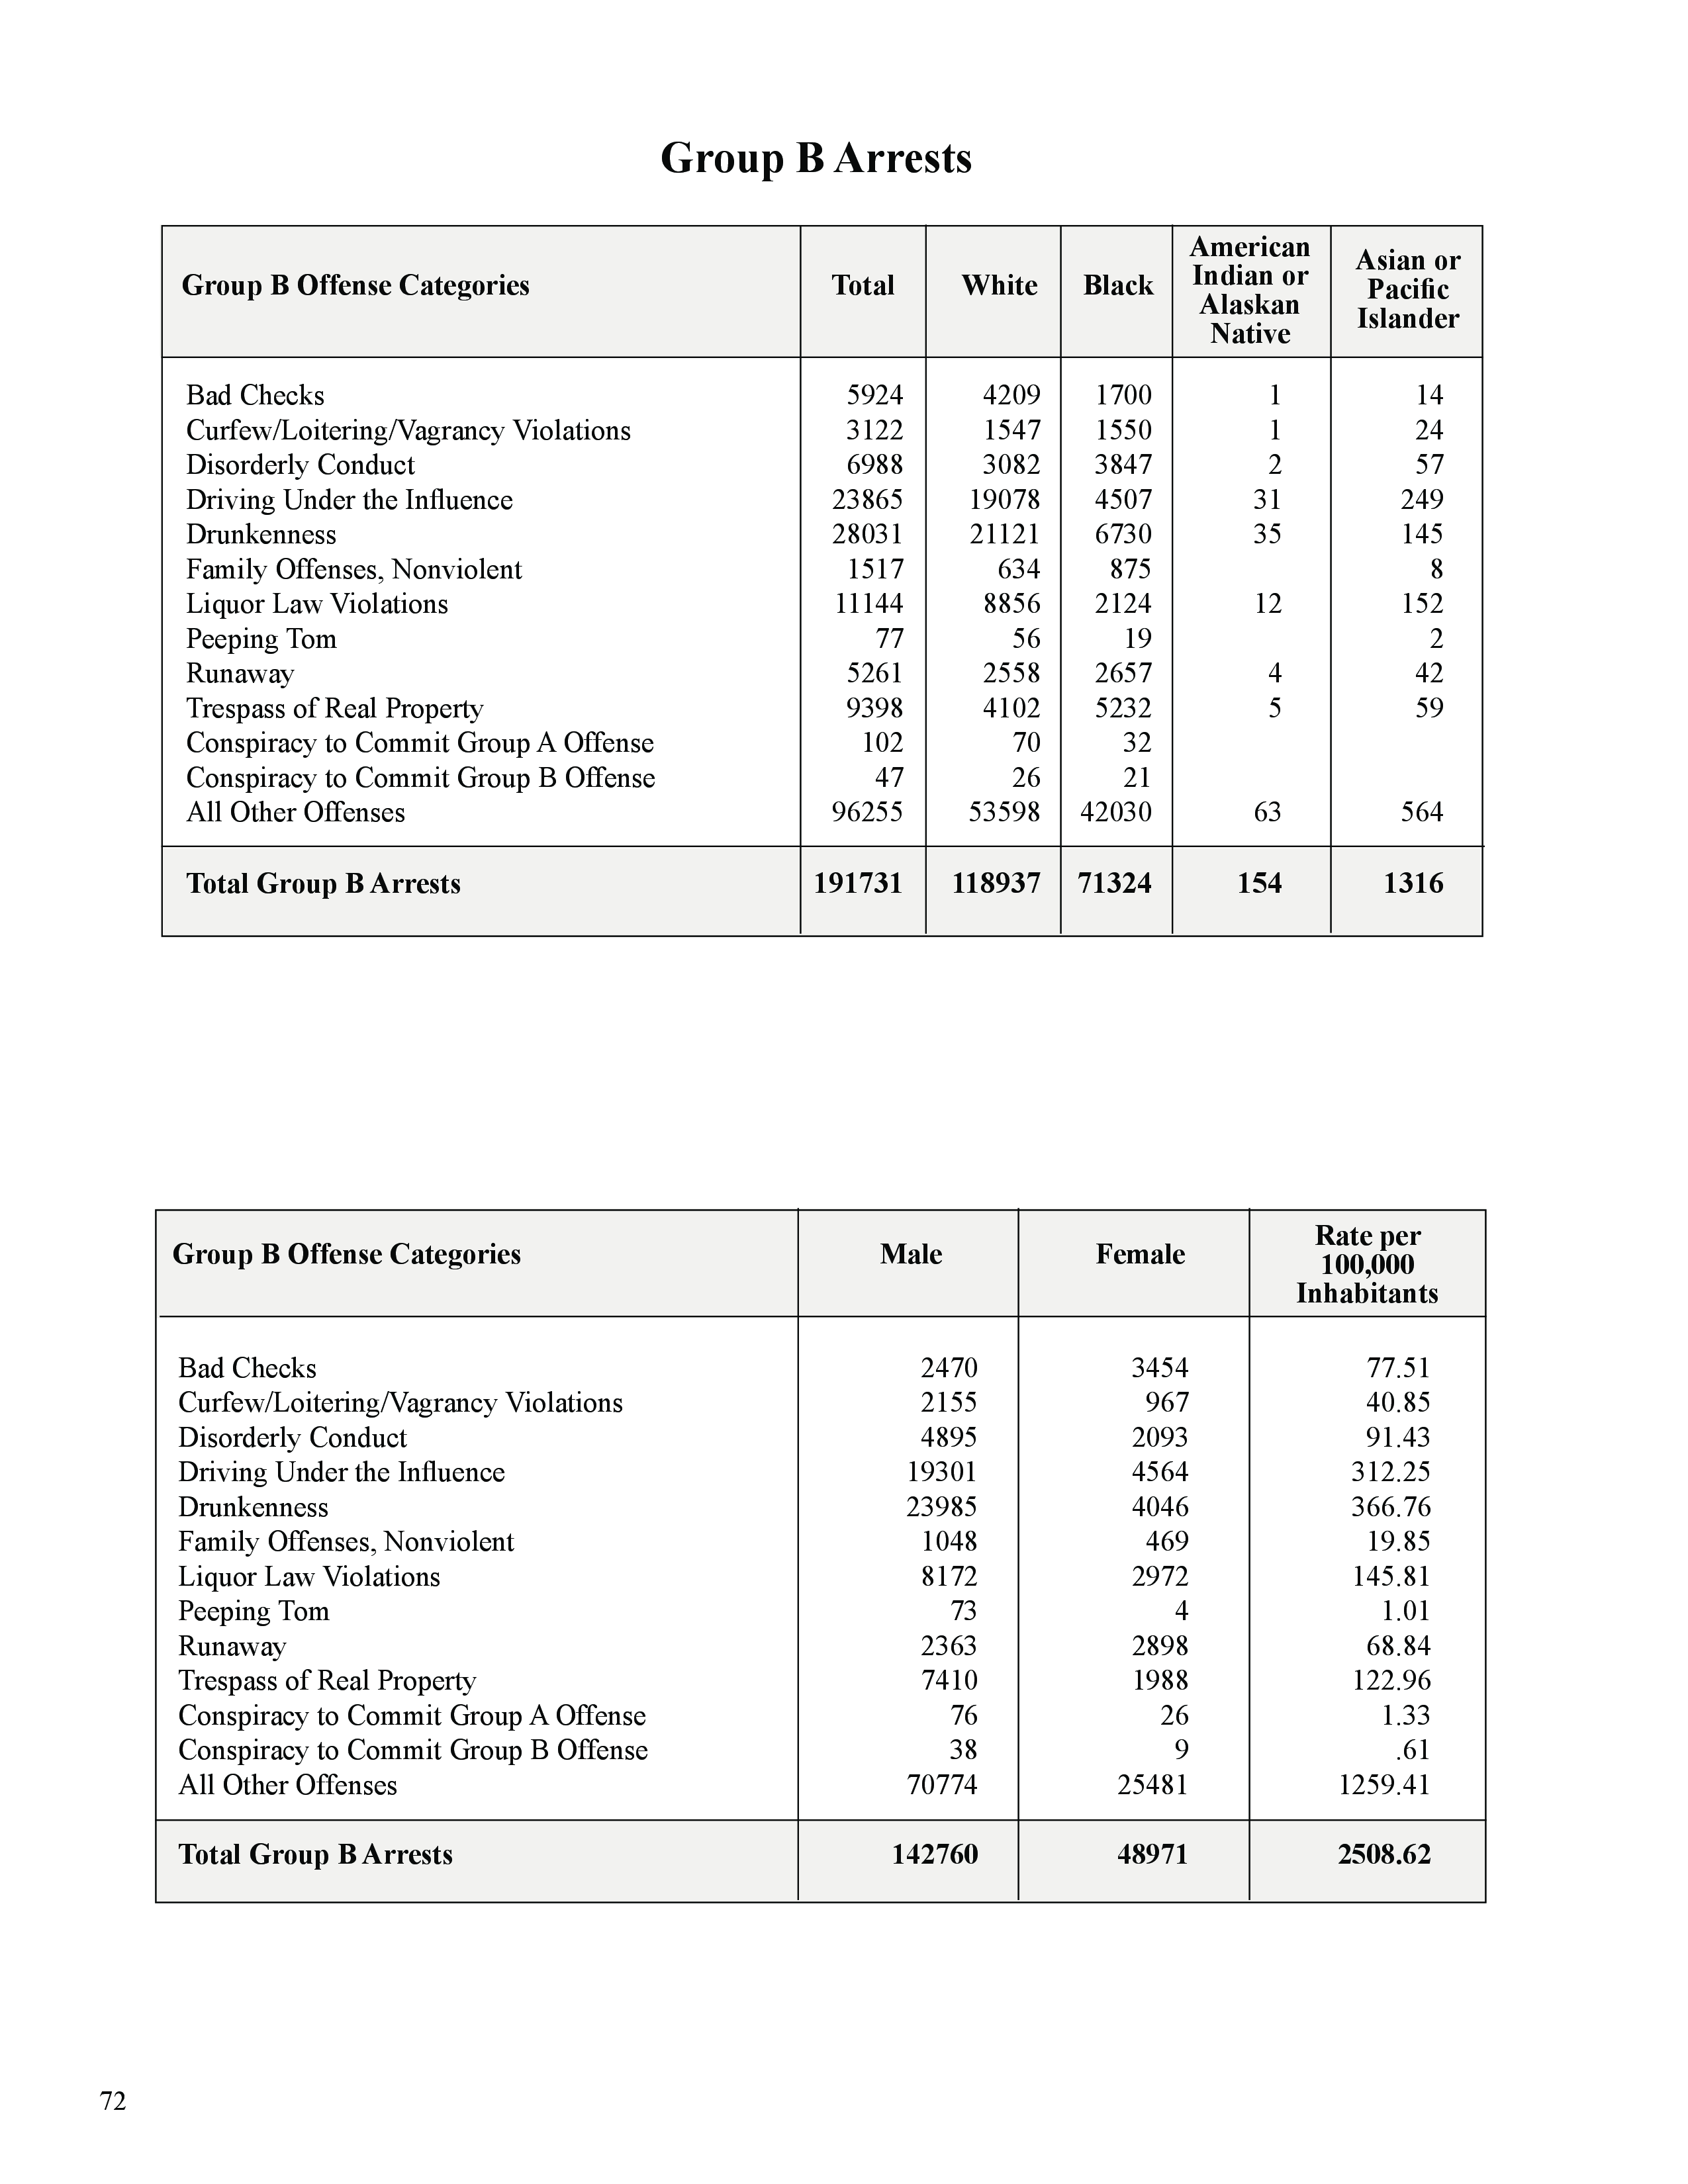 Group B Arrests
Group B Offense Categories Total White Black American Indian or Alaskan Native Asian or Pacific Islander
Bad Checks 5924 4209 1700 1 14
Curfew/Loitering/Vagrancy Violations 3122 1547 1550 1 24
Disorderly Conduct 6988 3082 3847 2 57
Driving Under the Influence 23865 19078 4507 31 249
Drunkenness 28031 21121 6730 35 145
Family Offenses, Nonviolent 1517 634 875 8
Liquor Law Violations 11144 8856 2124 12 152
Peeping Tom 77 56 19 2
Runaway 5261 2558 2657 4 42
Trespass of Real Property 9398 4102 5232 5 59
Conspiracy to Commit Group A Offense 102 70 32
Conspiracy to Commit Group B Offense 47 26 21
All Other Offenses 96255 53598 42030 63 564
Total Group B Arrests 191731 118937 71324 154 1316
Group B Offense Categories Male Female Rate per 100,000 Inhabitants
Bad Checks 2470 3454 77.51
Curfew/Loitering/Vagrancy Violations 2155 967 40.85
Disorderly Conduct 4895 2093 91.43
Driving Under the Influence 19301 4564 312.25
Drunkenness 23985 4046 366.76
Family Offenses, Nonviolent 1048 469 19.85
Liquor Law Violations 8172 2972 145.81
Peeping Tom 73 4 1.01
Runaway 2363 2898 68.84
Trespass of Real Property 7410 1988 122.96
Conspiracy to Commit Group A Offense 76 26 1.33
Conspiracy to Commit Group B Offense 38 9 .61
All Other Offenses 70774 25481 1259.41
Total Group B Arrests 142760 48971 2508.62
72